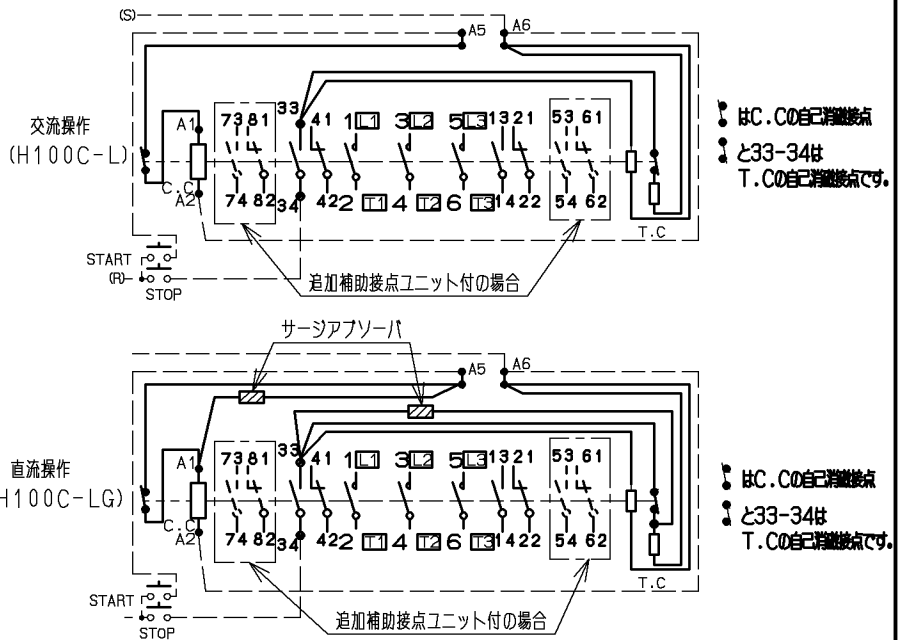 (S)
A5 A6
33
73 81 41 1 L1 3 L2 5 L3 13 21 53 61
A1
交流操作
(H100C-L)
C.C
A2
74 82 34 42 2 T1 4 T2 6 T3 14 22 54 62
T.C
はC.Cの自己消磁接点
と33-34は
T.Cの自己消磁接点です。
START
(R)
STOP
追加補助接点ユニット付の場合
サージアブソーバ
A5 A6
33
73 81 41 1 L1 3 L2 5 L3 13 21 53 61
A1
直流操作
H100C-LG)
C.C
A2
74 82 34 42 2 T1 4 T2 6 T3 14 22 54 62
T.C
はC.Cの自己消磁接点
と33-34は
T.Cの自己消磁接点です。
START
STOP
追加補助接点ユニット付の場合